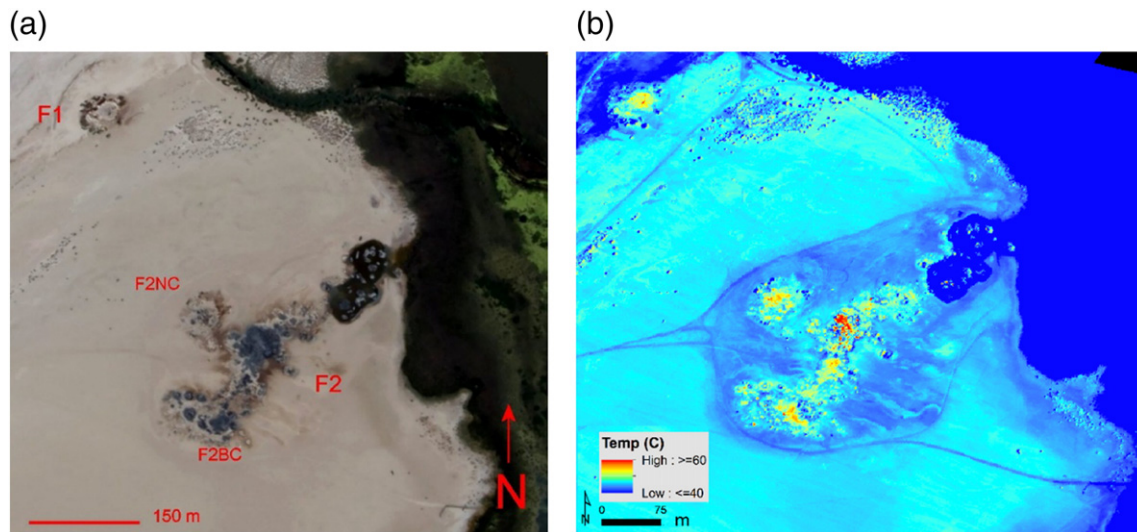 (a)
(b)
F1
F2NC
F2
F2BC
N
150 m
Temp (C)
High : >=60
Low : <=40
N
0 75
m